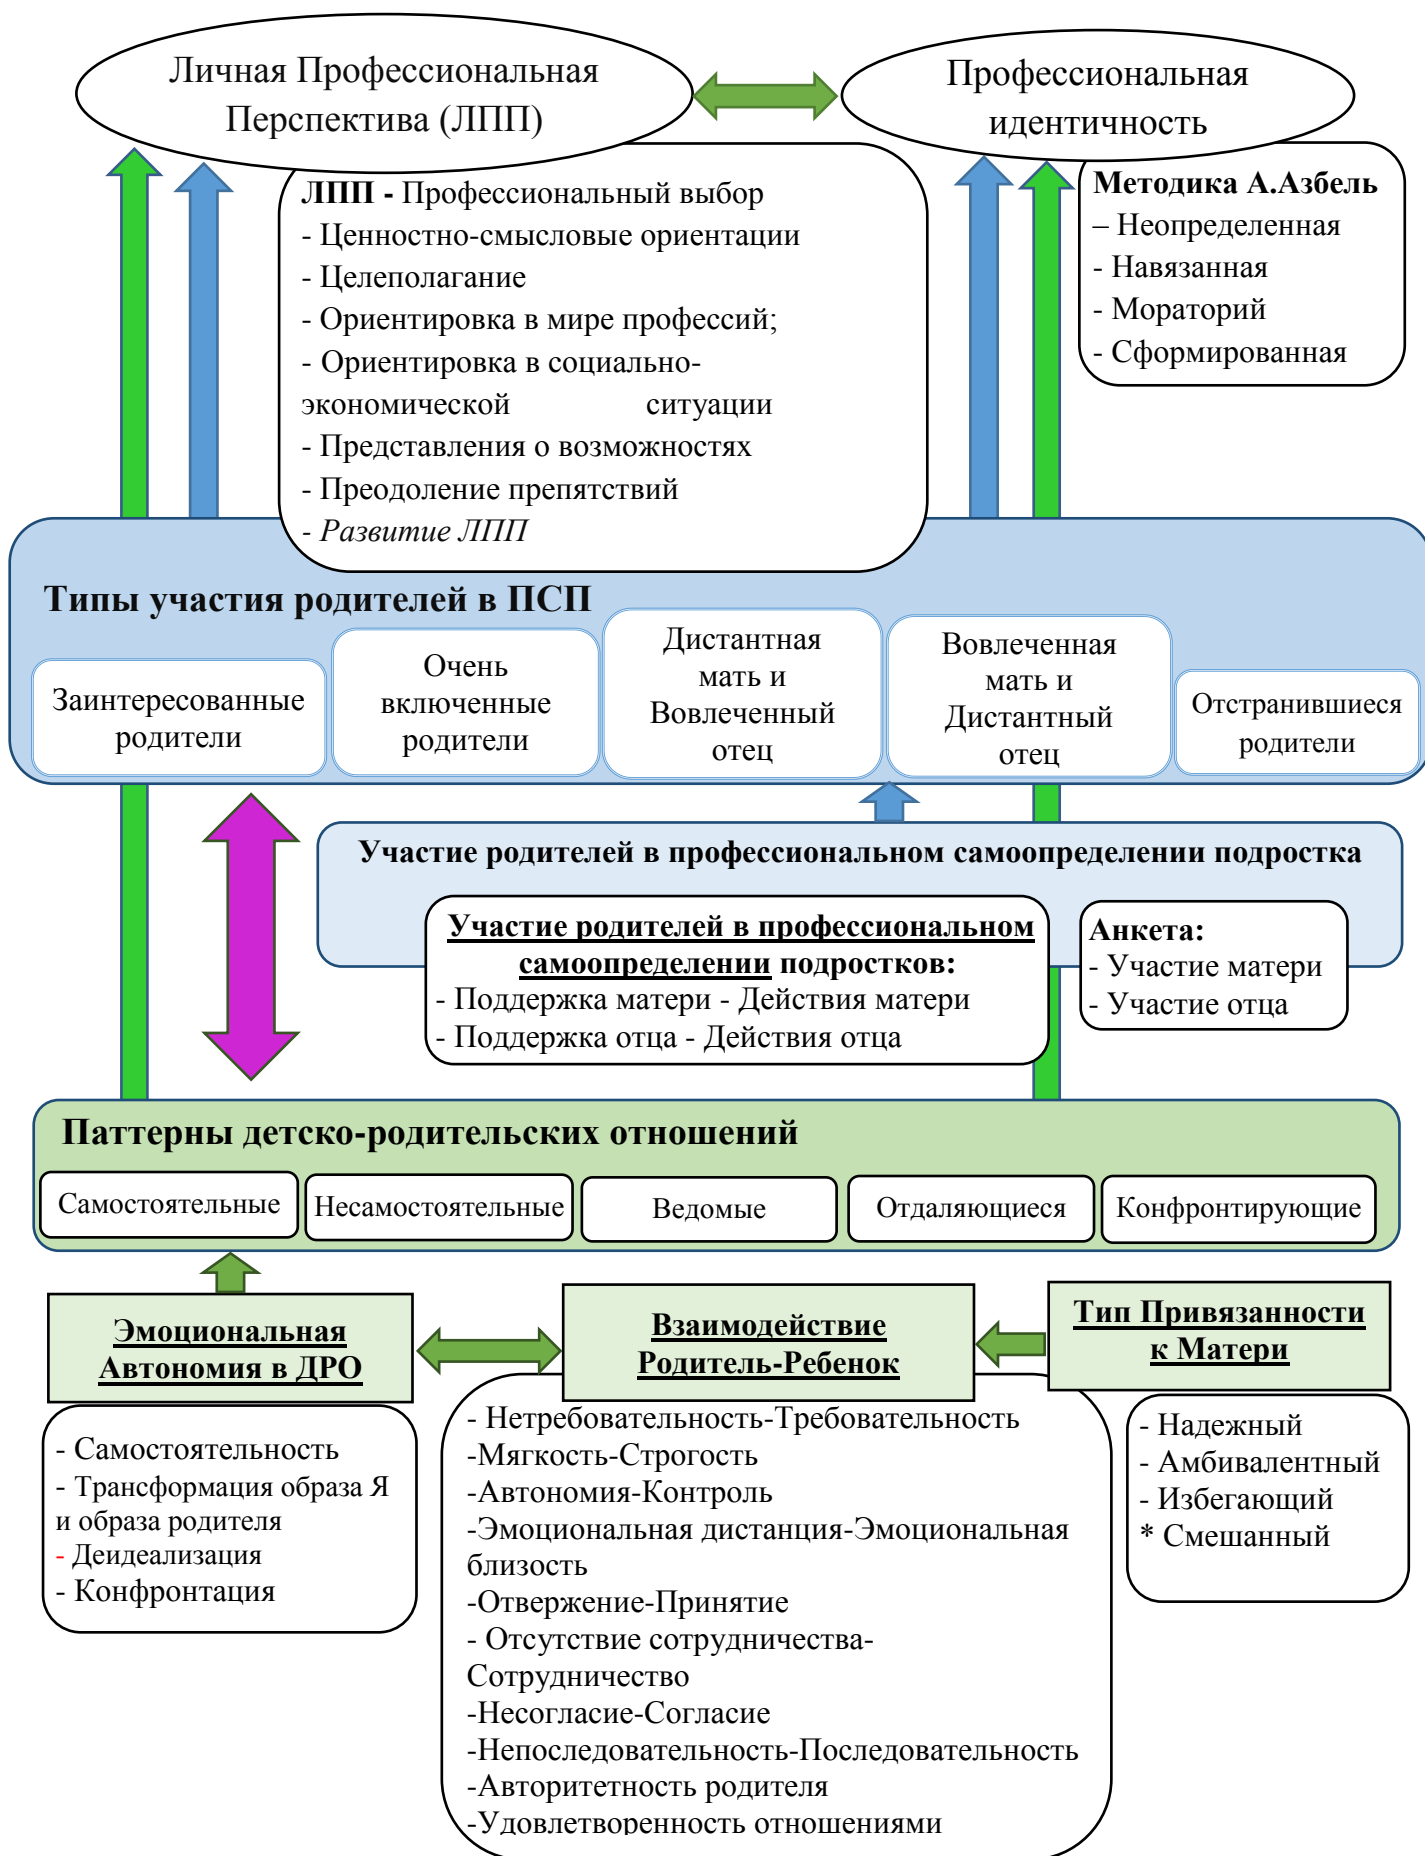 Личная Профессиональная
Перспектива (ЛПП)
Профессиональная
идентичность
ЛПП - Профессиональный выбор
- Ценностно-смысловые ориентации
- Целеполагание
- Ориентировка в мире профессий;
- Ориентировка в социально-
экономической ситуации
- Представления о возможностях
- Преодоление препятствий
- Развитие ЛПП
Методика А.Азбель
– Неопределенная
- Навязанная
- Мораторий
- Сформированная
Типы участия родителей в ПСП
Заинтересованные
родители
Очень
включенные
родители
Дистантная
мать и
Вовлеченный
отец
Вовлеченная
мать и
Дистантный
отец
Отстранившиеся
родители
Участие родителей в профессиональном самоопределении подростка
Участие родителей в профессиональном
самоопределении подростков:
- Поддержка матери - Действия матери
- Поддержка отца - Действия отца
Анкета:
- Участие матери
- Участие отца
Паттерны детско-родительских отношений
Самостоятельные
Несамостоятельные
Ведомые
Отдаляющиеся
Конфронтирующие
Эмоциональная
Автономия в ДРО
Взаимодействие
Родитель-Ребенок
Тип Привязанности
к Матери
- Самостоятельность
- Трансформация образа Я
и образа родителя
- Деидеализация
- Конфронтация
- Нетребовательность-Требовательность
-Мягкость-Строгость
-Автономия-Контроль
-Эмоциональная дистанция-Эмоциональная
близость
-Отвержение-Принятие
- Отсутствие сотрудничества-
Сотрудничество
-Несогласие-Согласие
-Непоследовательность-Последовательность
-Авторитетность родителя
-Удовлетворенность отношениями
- Надежный
- Амбивалентный
- Избегающий
* Смешанный